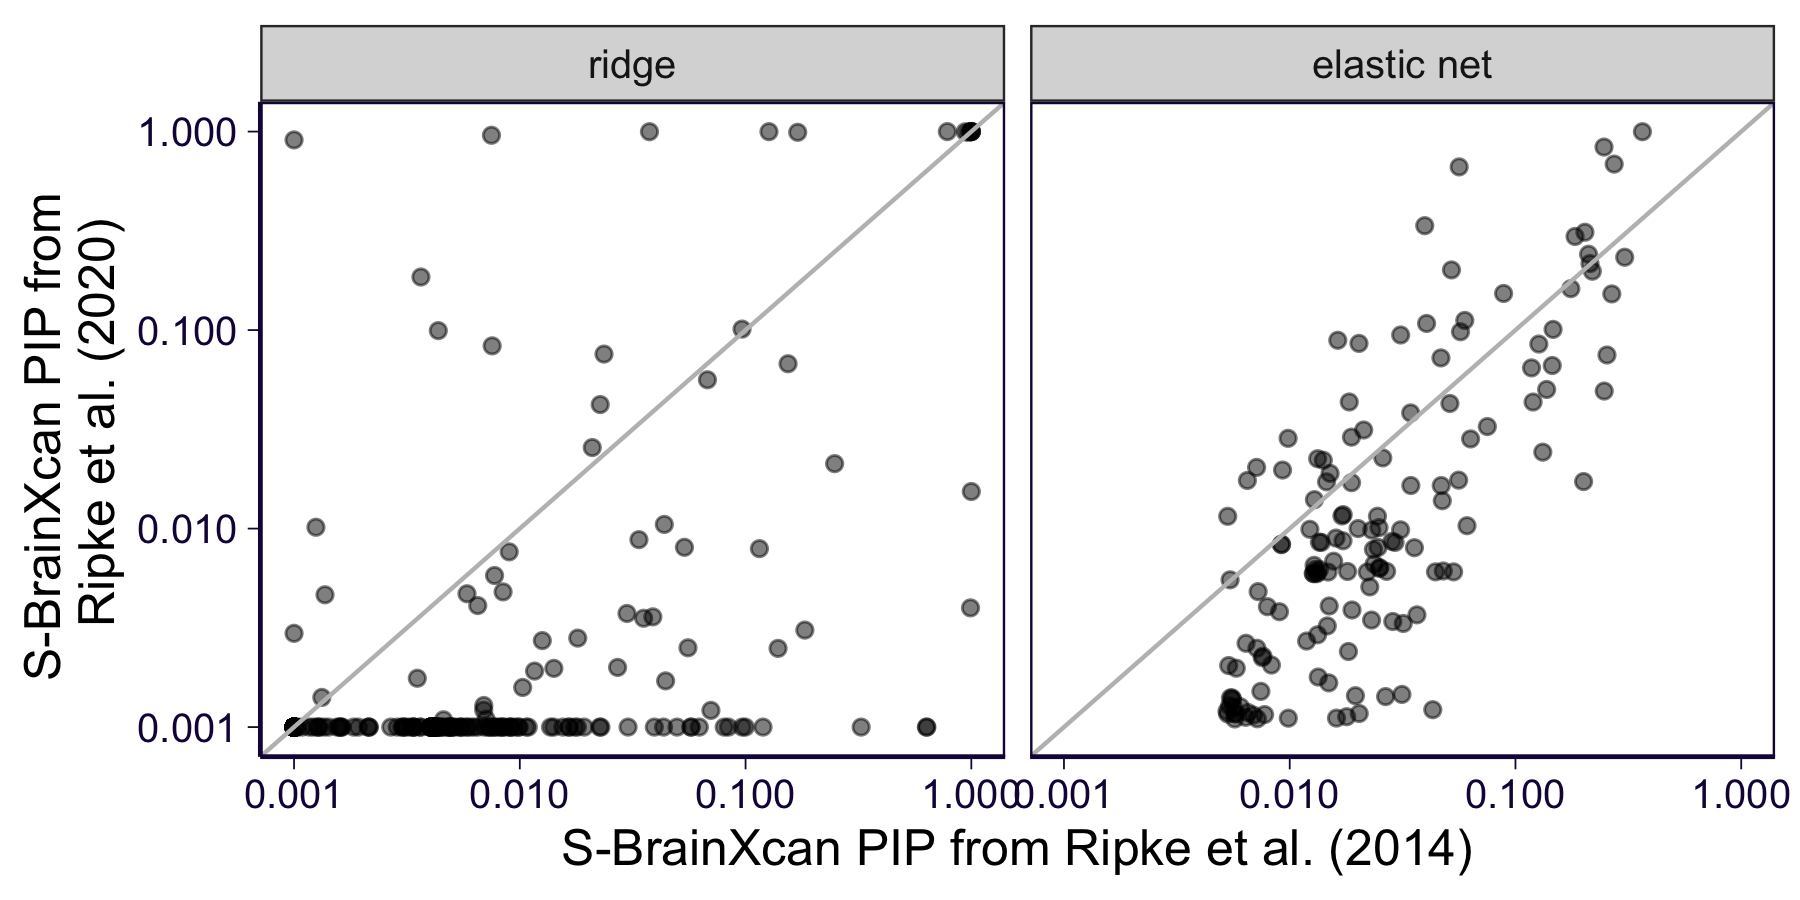 ridge
elastic net
S-BrainXcan PIP from
Ripke et al. (2020)
1.000
0.100
0.010
0.001
0.001 0.010 0.100 1.000
0.001 0.010 0.100 1.000
S-BrainXcan PIP from Ripke et al. (2014)